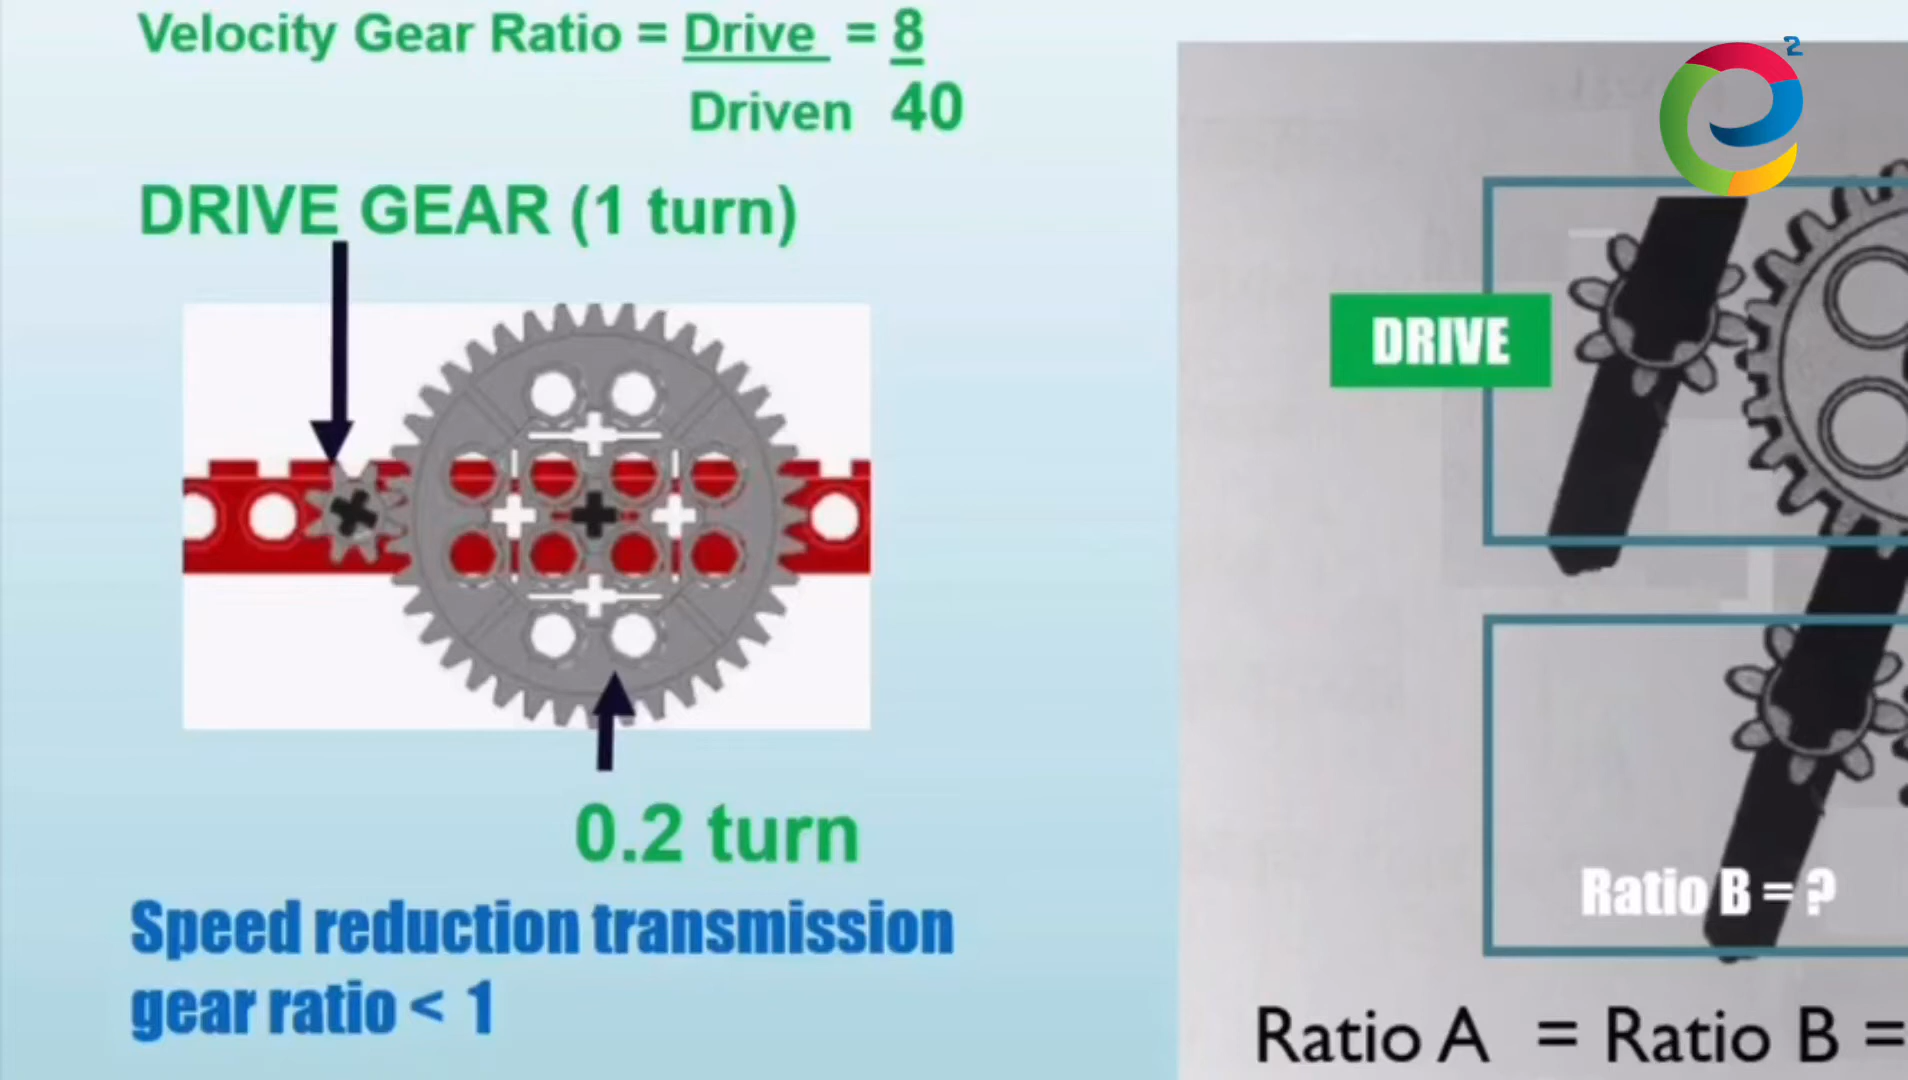 Velocity Gear Ratio = Drive = 8
Driven 40
DRIVE GEAR (1 turn)
0.2 turn
Speed reduction transmission
gear ratio < 1
e2
DRIVE
Ratio B = ?
Ratio A = Ratio B =